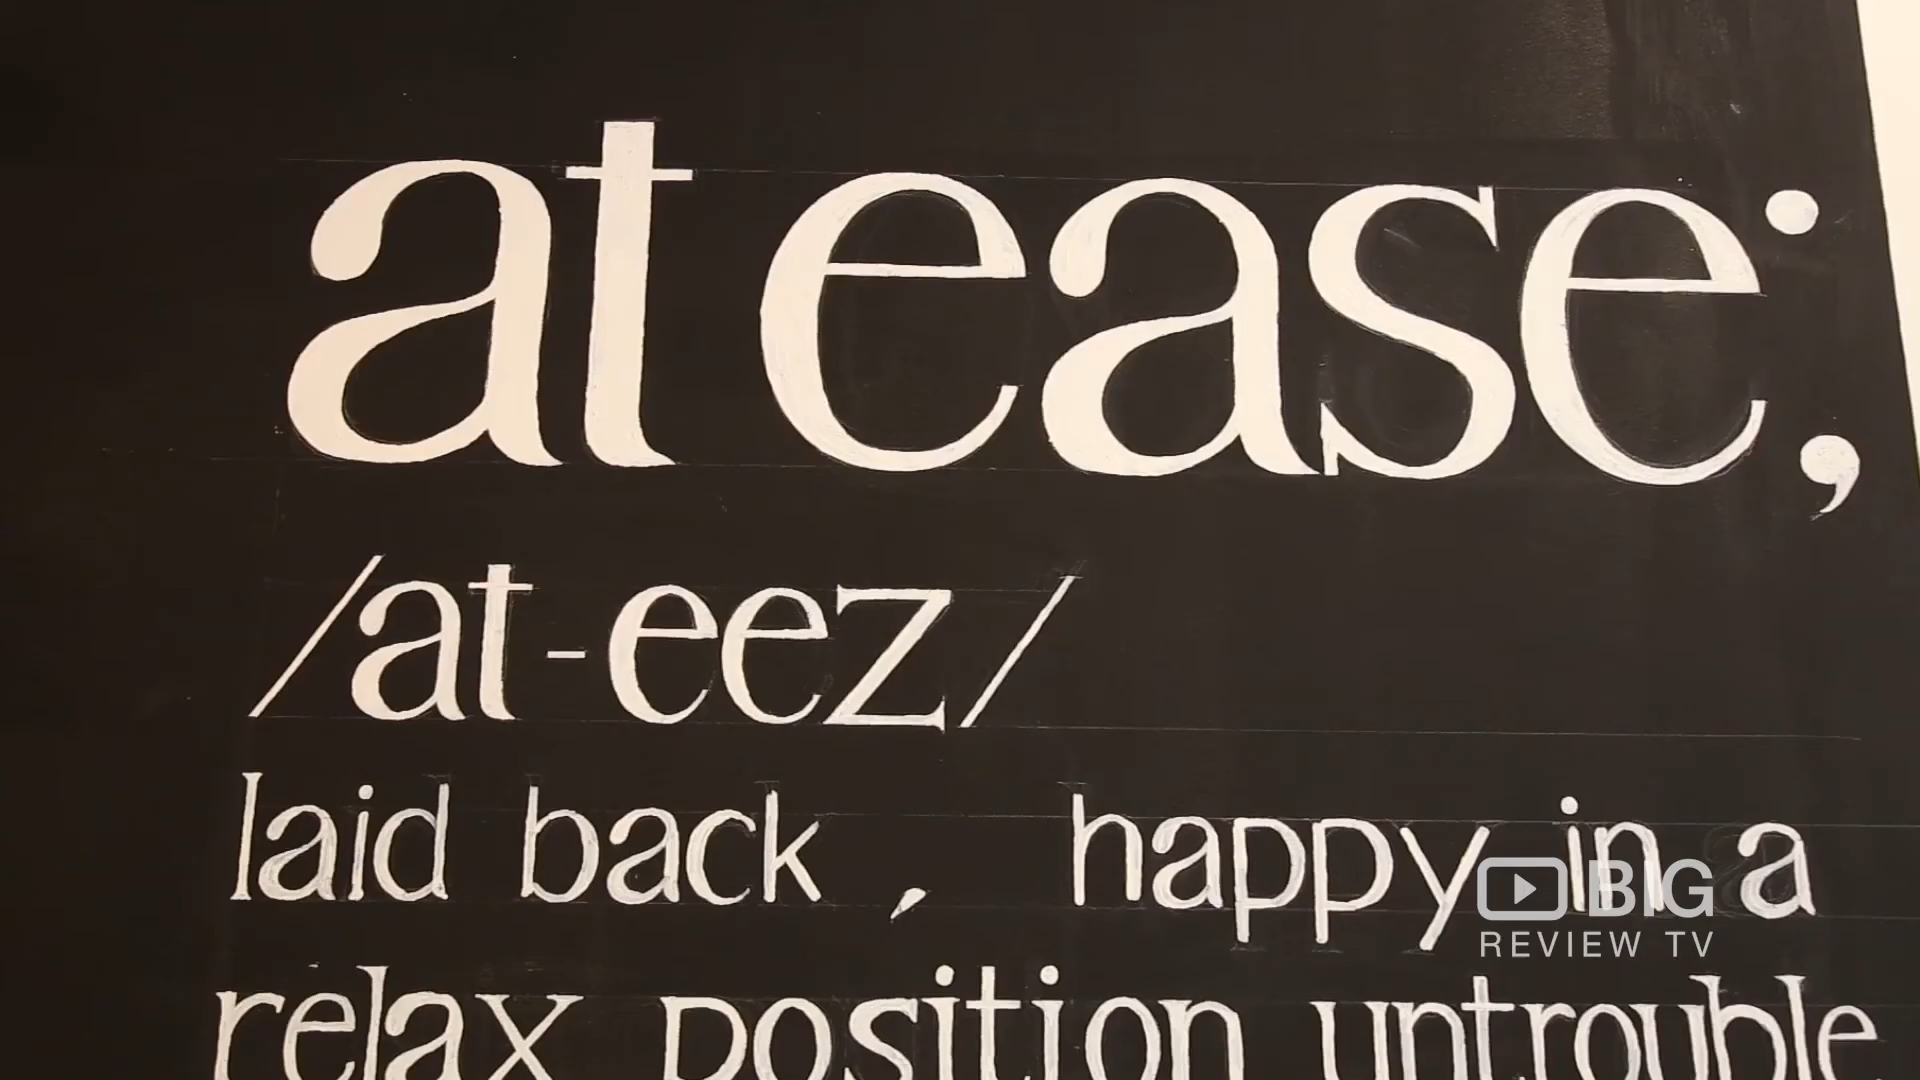 at ease;
/at-eez/
laid back, happy in a
relax position untrouble
BIG
REVIEW TV